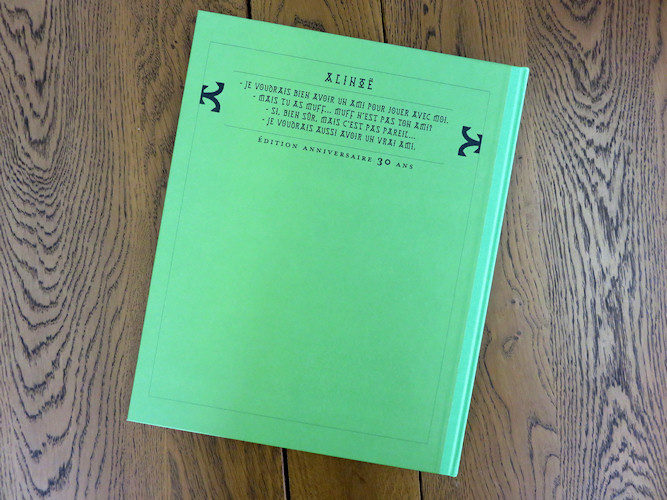 ALINOË
- JE VOUDRAIS BIEN AVOIR UN AMI POUR JOUER AVEC MOI.
- MAIS TU AS MUFF... MUFF N'EST PAS TON AMI?
- SI, BIEN SÛR, MAIS C'EST PAS PAREIL...
- JE VOUDRAIS AUSSI AVOIR UN VRAI AMI.
ÉDITION ANNIVERSAIRE 30 ANS